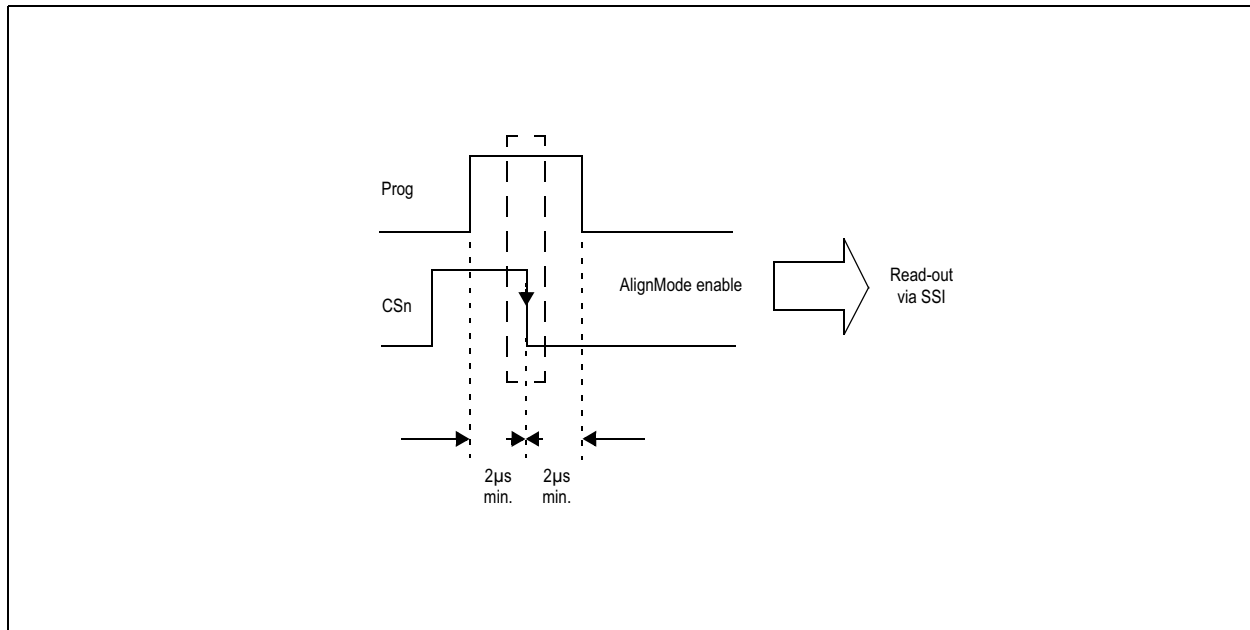 Prog
CSn
AlignMode enable
Read-out
via SSI
2µs
min.
2µs
min.